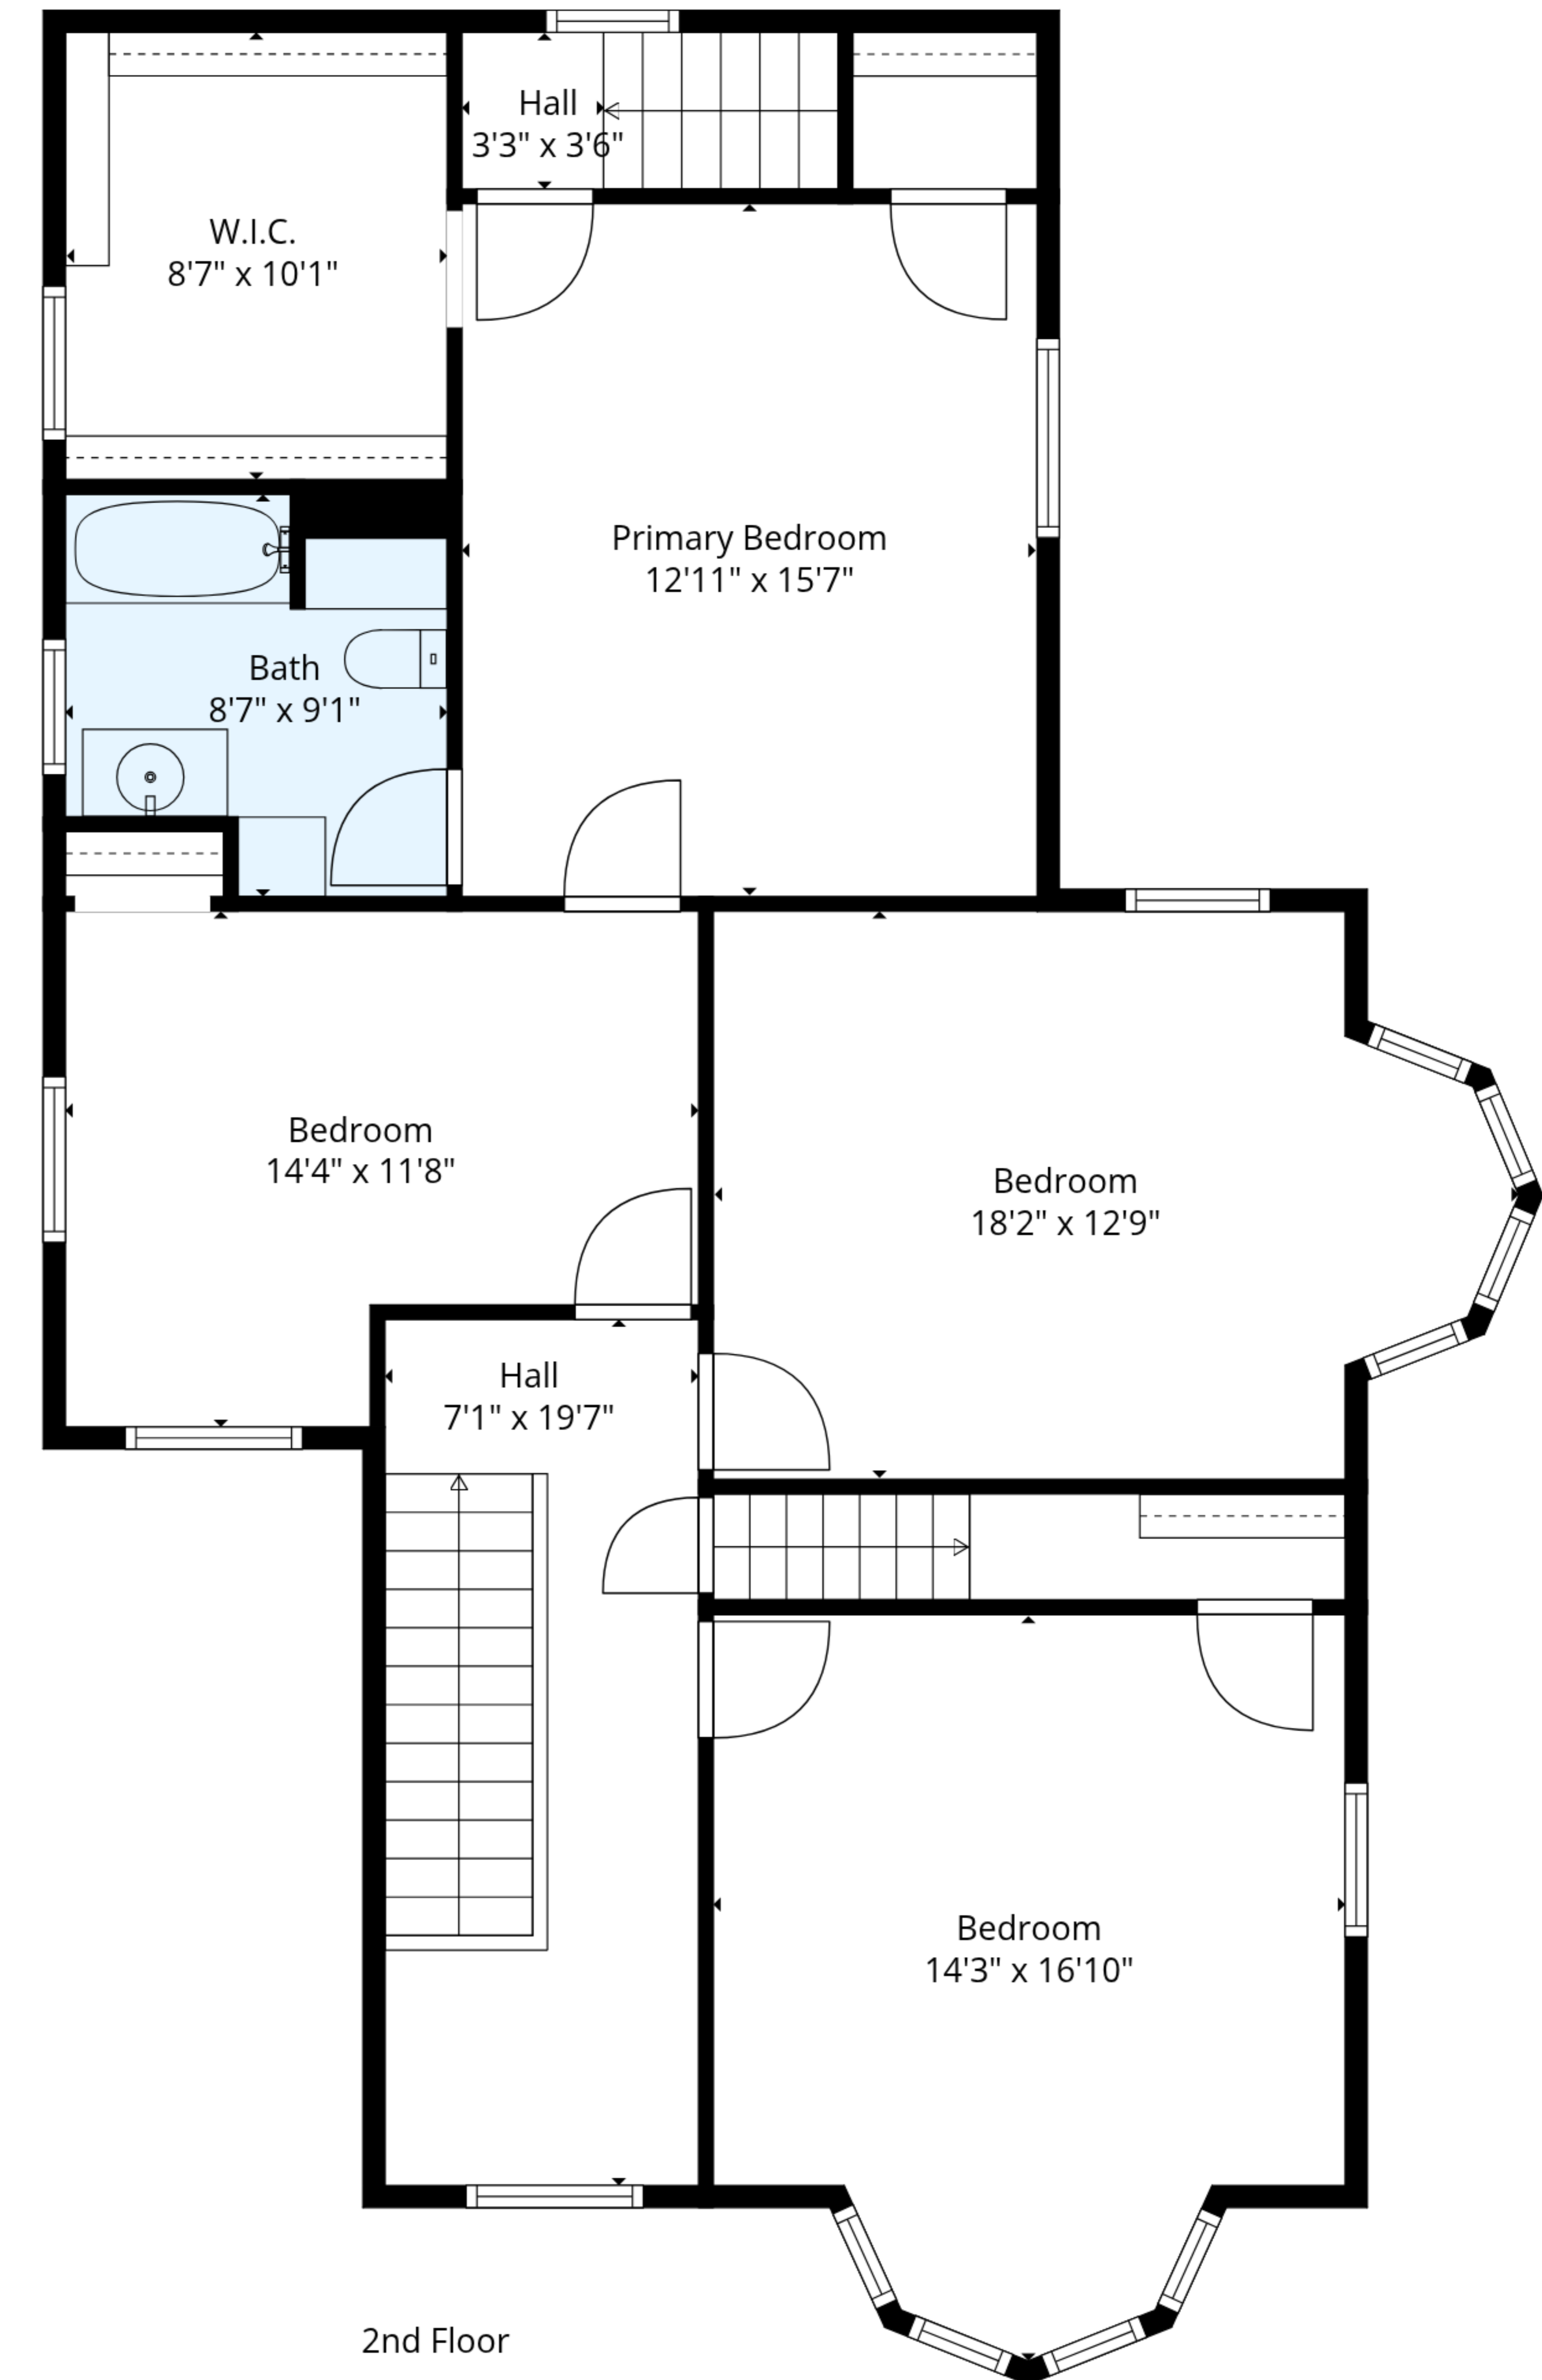 Hall
3'3" x 3'6"
W.I.C.
8'7" x 10'1"
Primary Bedroom
12'11" x 15'7"
Bath
8'7" x 9'1"
Bedroom
14'4" x 11'8"
Bedroom
18'2" x 12'9"
Hall
7'1" x 19'7"
Bedroom
14'3" x 16'10"
2nd Floor